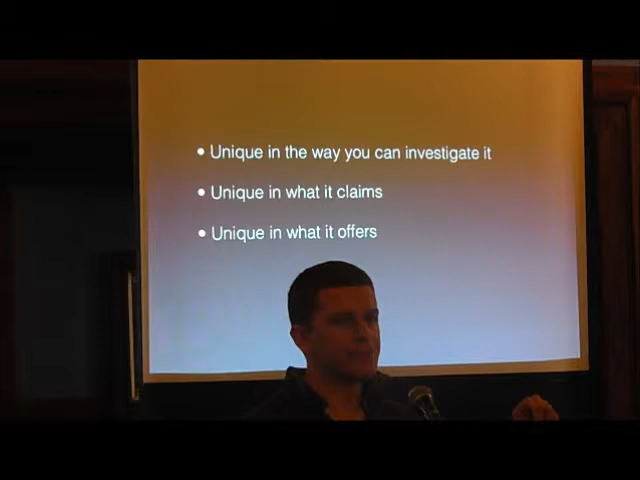 • Unique in the way you can investigate it
• Unique in what it claims
• Unique in what it offers